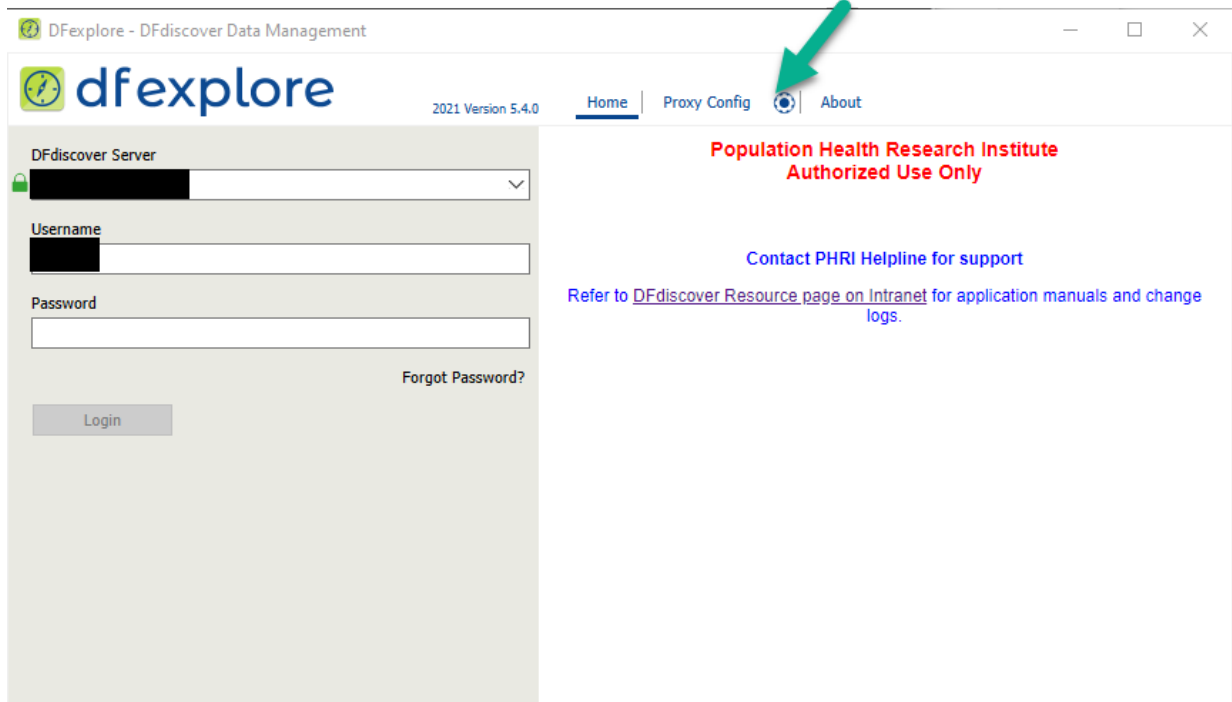 DFexplore - DFdiscover Data Management
dfexplore
2021 Version 5.4.0
Home
Proxy Config
About
DFdiscover Server
Username
Password
Forgot Password?
Login
Population Health Research Institute
Authorized Use Only
Contact PHRI Helpline for support
Refer to DFdiscover Resource page on Intranet for application manuals and change
logs.